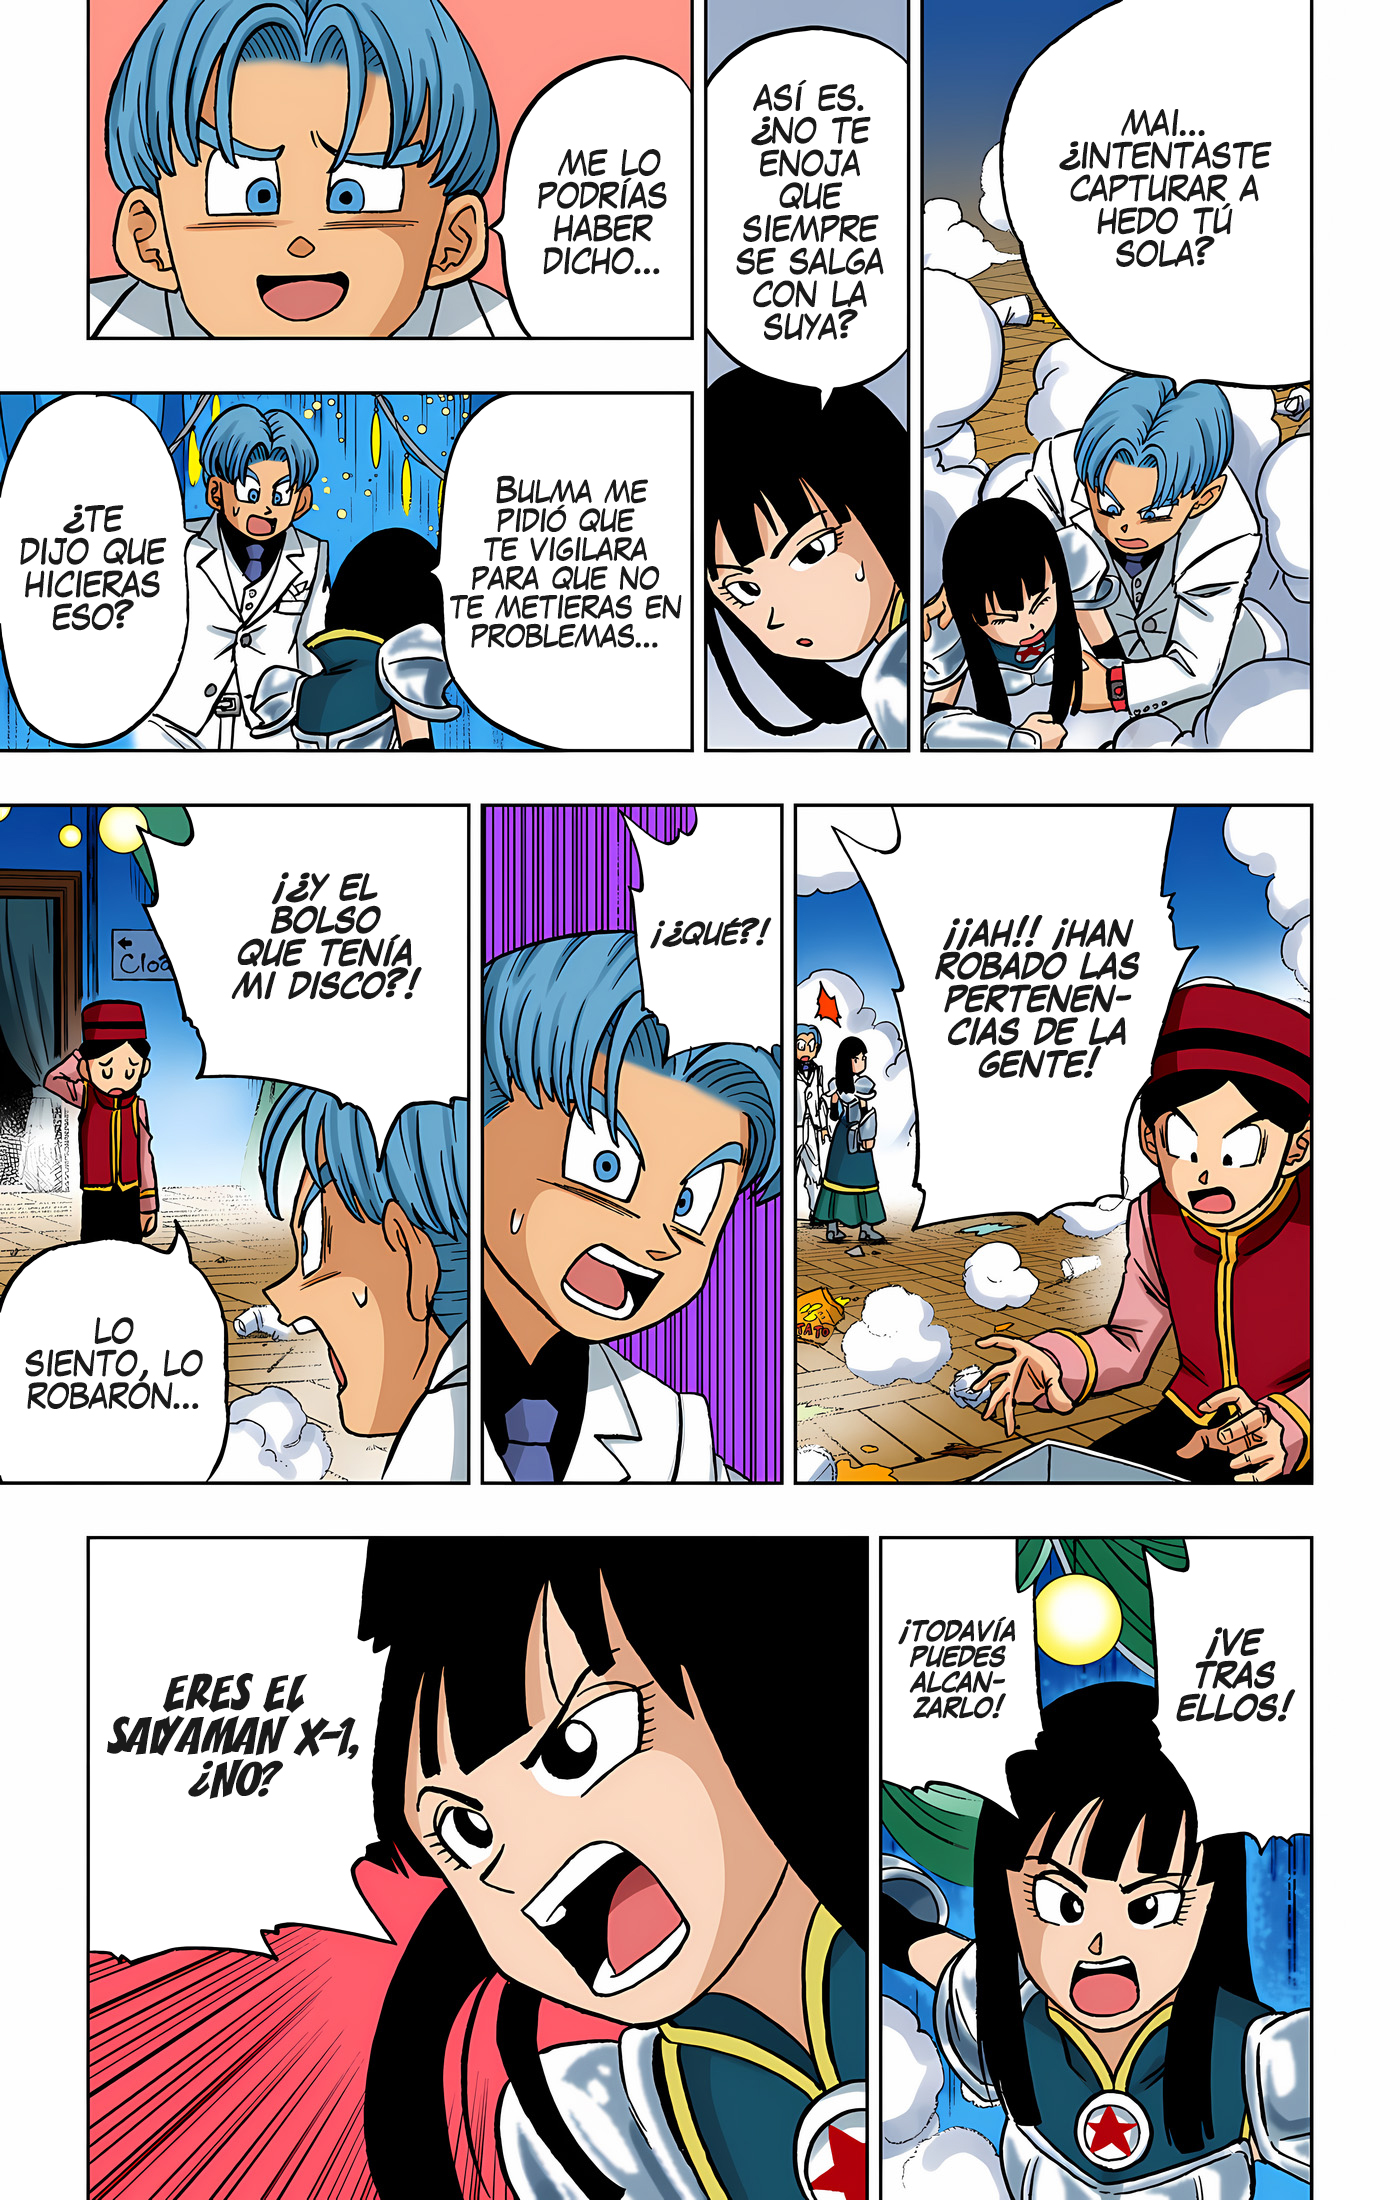 MAI...
¿INTENTASTE
CAPTURAR A
HEDO TÚ
SOLA?
ASÍ ES.
¿NO TE
ENOJA
QUE
SIEMPRE
SE SALGA
CON LA
SUYA?
ME LO
PODRÍAS
HABER
DICHO...
BULMA ME
PIDIÓ QUE
TE VIGILARA
PARA QUE NO
TE METIERAS EN
PROBLEMAS...
¿TE
DIJO QUE
HICIERAS
ESO?
¡¡AH!! ¡HAN
ROBADO LAS
PERTENEN-
CIAS DE LA
GENTE!
TATO
¡¿QUÉ?!
¡¿Y EL
BOLSO
QUE TENÍA
MI DISCO?!
← Cloa
LO
SIENTO, LO
ROBARON...
¡VE
TRAS
ELLOS!
¡TODAVÍA
PUEDES
ALCAN-
ZARLO!
ERES EL
SAIYAMAN X-1,
¿NO?